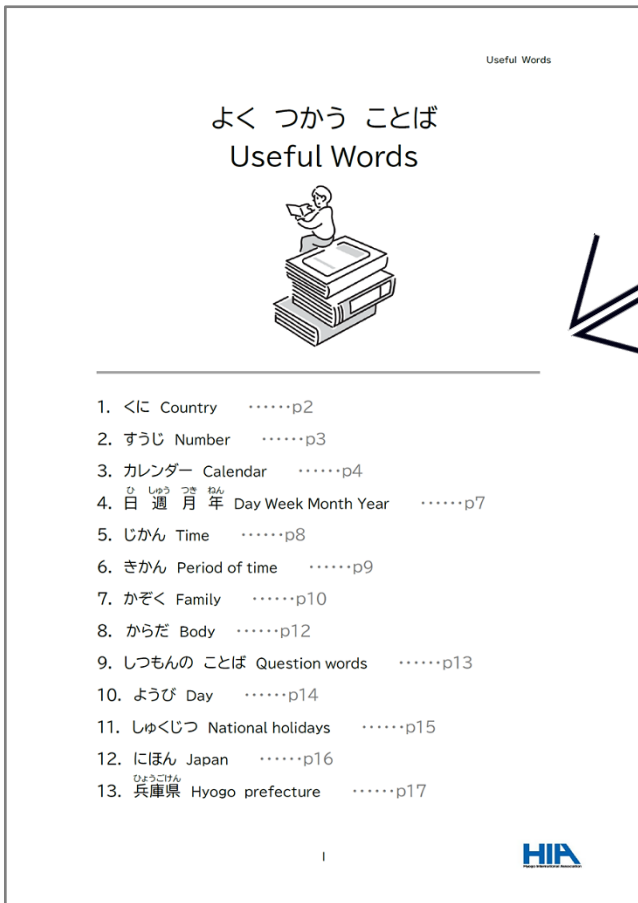 Useful Words
よく つかう ことば
Useful Words
1. くに Country ······p2
2. すうじ Number ······p3
3. カレンダー Calendar ······p4
ひ しゅう つき ねん
4. 日 週 月 年 Day Week Month Year ······p7
5. じかん Time ······p8
6. きかん Period of time ······p9
7. かぞく Family ······p10
8. からだ Body ······p12
9. しつもんの ことば Question words ······p13
10. ようび Day ······p14
11. しゅくじつ National holidays ······p15
12. にほん Japan ······p16
ひょうごけん
13. 兵庫県 Hyogo prefecture ······p17
1
HIA
Hyogo International Association